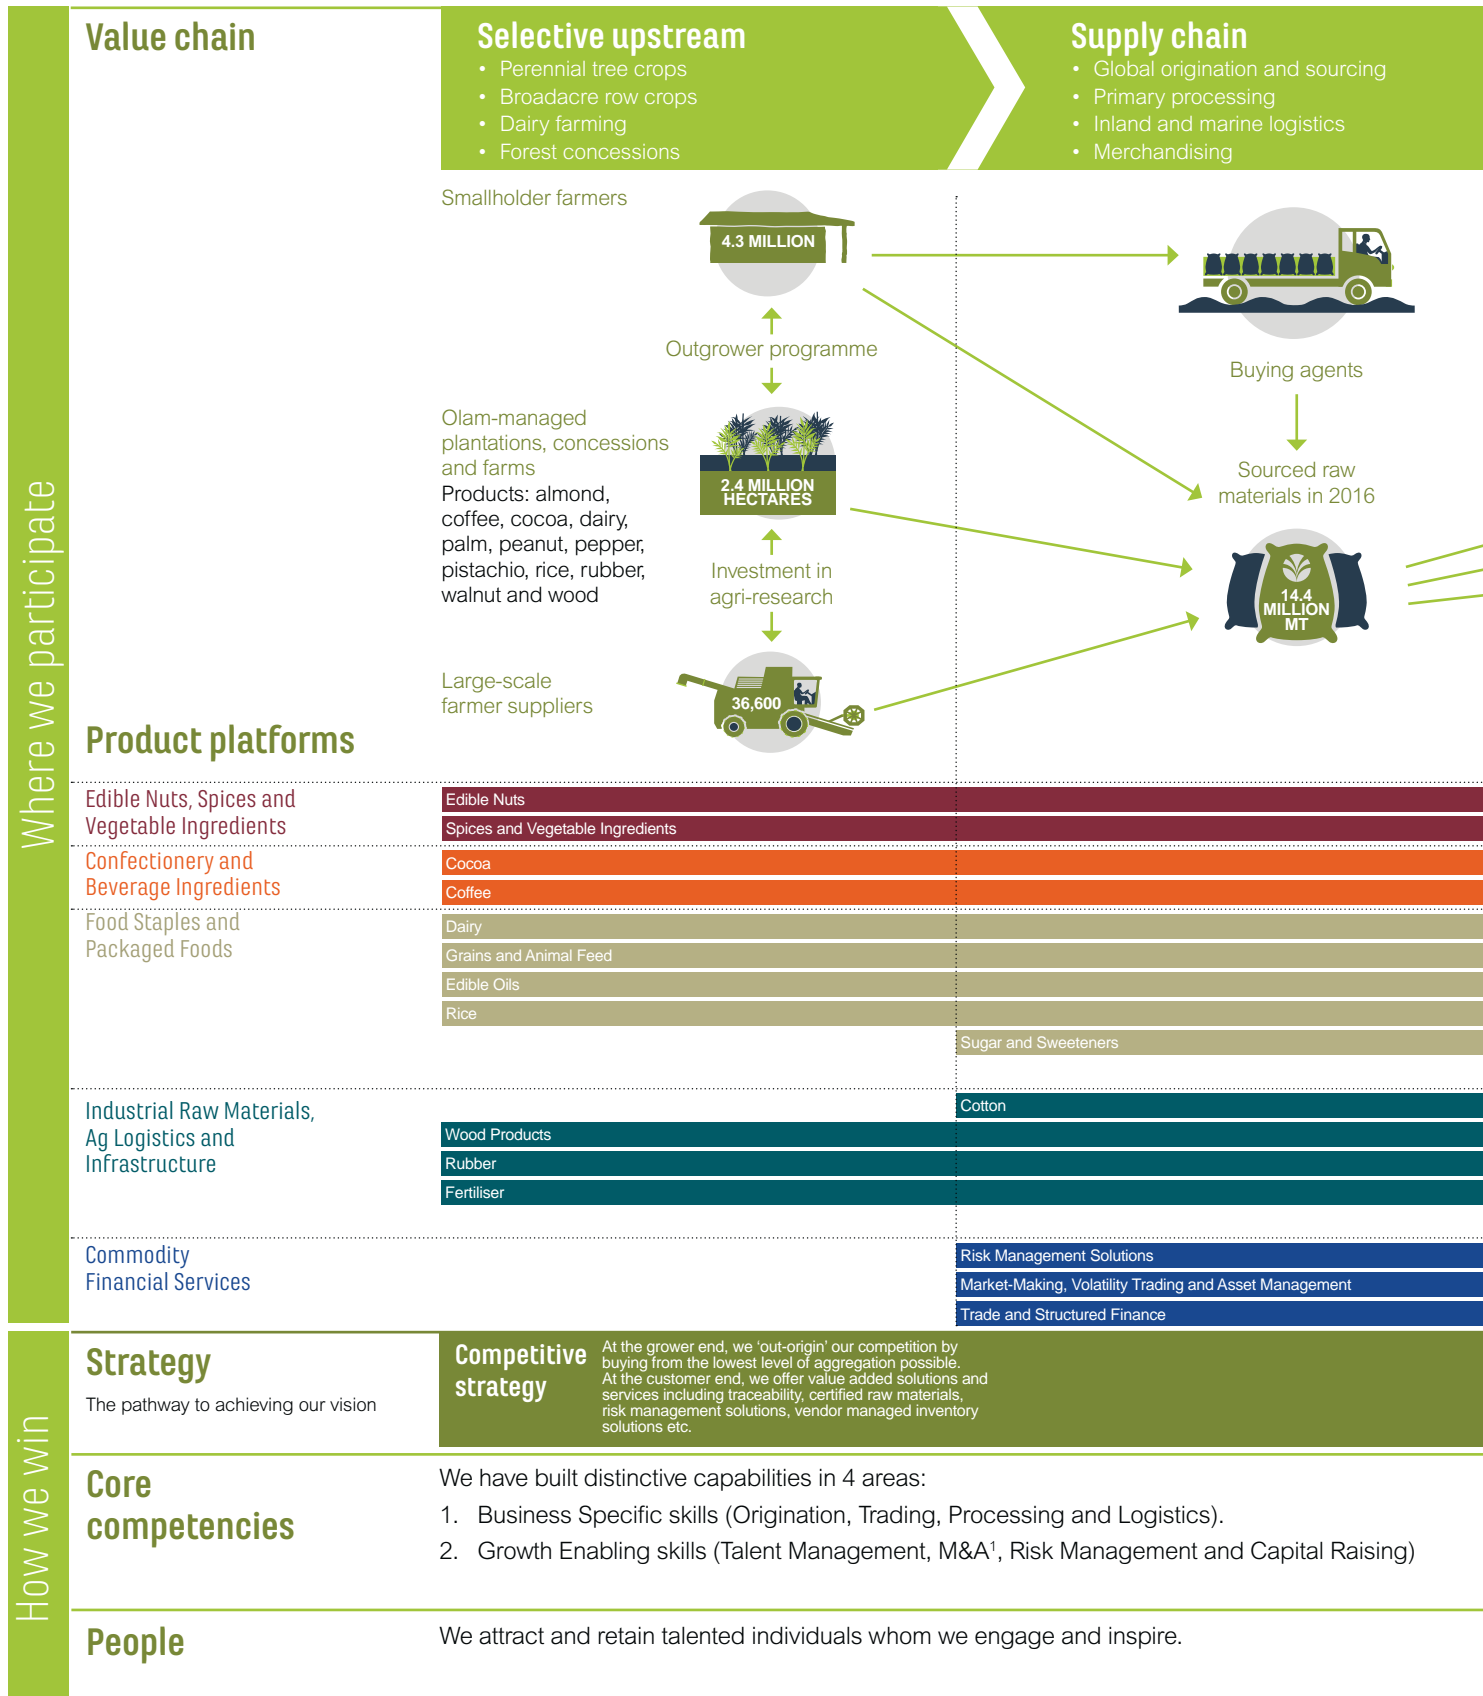 Where we participate
Value chain
Selective upstream
• Perennial tree crops
• Broadacre row crops
• Dairy farming
• Forest concessions
Supply chain
• Global origination and sourcing
• Primary processing
• Inland and marine logistics
• Merchandising
Smallholder farmers
4.3 MILLION
Outgrower programme
Buying agents
Olam-managed
plantations, concessions
and farms
Products: almond,
coffee, cocoa, dairy,
palm, peanut, pepper,
pistachio, rice, rubber,
walnut and wood
2.4 MILLION
HECTARES
Sourced raw
materials in 2016
Investment in
agri-research
14.4
MILLION
MT
Large-scale
farmer suppliers
36,600
Product platforms
Edible Nuts, Spices and
Vegetable Ingredients
Edible Nuts
Spices and Vegetable Ingredients
Confectionery and
Beverage Ingredients
Cocoa
Coffee
Food Staples and
Packaged Foods
Dairy
Grains and Animal Feed
Edible Oils
Rice
Sugar and Sweeteners
Industrial Raw Materials,
Ag Logistics and
Infrastructure
Cotton
Wood Products
Rubber
Fertiliser
Commodity
Financial Services
Risk Management Solutions
Market-Making, Volatility Trading and Asset Management
Trade and Structured Finance
How we win
Strategy
The pathway to achieving our vision
Competitive
strategy
At the grower end, we ‘out-origin’ our competition by
buying from the lowest level of aggregation possible.
At the customer end, we offer value added solutions and
services including traceability, certified raw materials,
risk management solutions, vendor managed inventory
solutions etc.
Core
competencies
We have built distinctive capabilities in 4 areas:
1. Business Specific skills (Origination, Trading, Processing and Logistics).
2. Growth Enabling skills (Talent Management, M&A¹, Risk Management and Capital Raising)
People
We attract and retain talented individuals whom we engage and inspire.